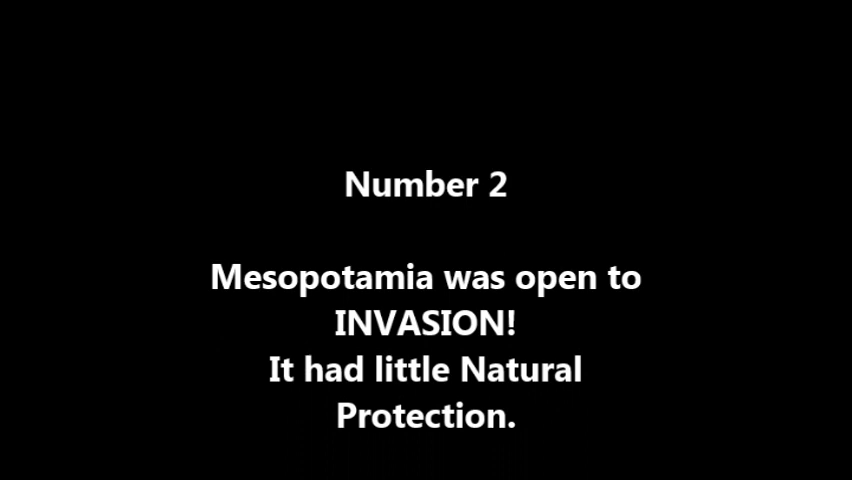 Number 2
Mesopotamia was open to
INVASION!
It had little Natural
Protection.